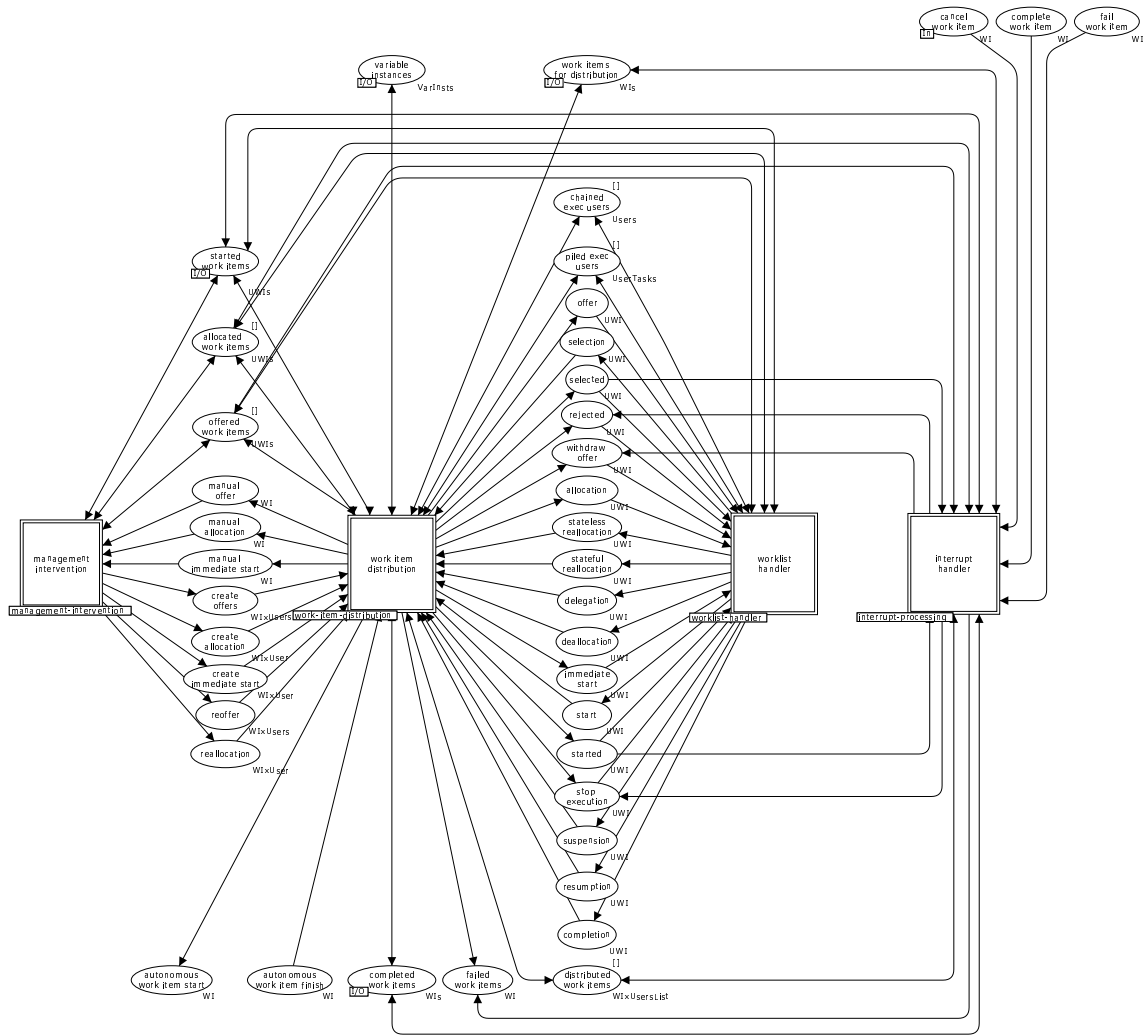 cancel
work item
In
WI
complete
work item
WI
fail
work item
WI
variable
instances
I/O
VarInsts
work items
for distribution
I/O
WIs
[]
chained
exec users
Users
[]
piled exec
users
UserTasks
started
work items
I/O
UWIs
offer
UWI
[]
allocated
work items
UWIs
selection
UWI
selected
UWI
[]
offered
work items
UWIs
rejected
UWI
withdraw
offer
UWI
manual
offer
WI
allocation
UWI
manual
allocation
WI
stateless
reallocation
UWI
management
intervention
management-intervention
manual
immediate start
WI
work item
distribution
work-item-distribution
stateful
reallocation
UWI
worklist
handler
worklist-handler
interrupt
handler
interrupt-processing
create
offers
WIxUsers
delegation
UWI
create
allocation
WIxUser
deallocation
UWI
create
immediate start
WIxUser
immediate
start
UWI
reoffer
WIxUsers
start
UWI
reallocation
WIxUser
started
UWI
stop
execution
UWI
suspension
UWI
resumption
UWI
completion
UWI
autonomous
work item start
WI
autonomous
work item finish
WI
completed
work items
I/O
WIs
failed
work items
WI
[]
distributed
work items
WIxUsersList